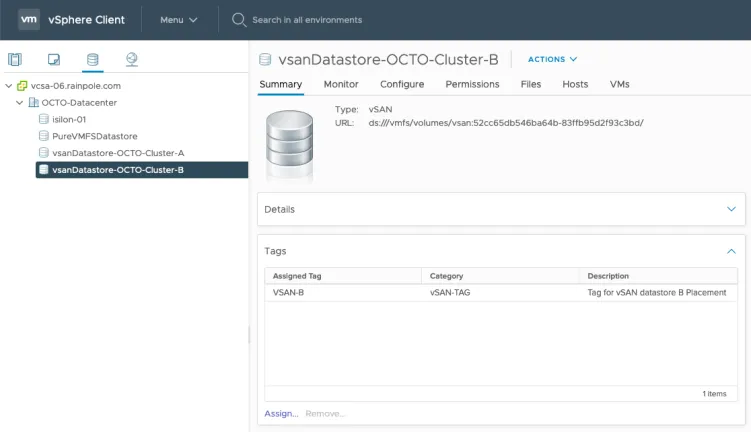 vm vSphere Client Menu Search in all environments
vcsa-06.rainpole.com
OCTO-Datacenter
isilon-01
PureVMFSDatastore
vsanDatastore-OCTO-Cluster-A
vsanDatastore-OCTO-Cluster-B
vsanDatastore-OCTO-Cluster-B ACTIONS
Summary Monitor Configure Permissions Files Hosts VMs
Type: vSAN
URL: ds:///vmfs/volumes/vsan:52cc65db546ba64b-83ffb95d2f93c3bd/
Details
Tags
Assigned Tag Category Description
VSAN-B vSAN-TAG Tag for vSAN datastore B Placement
1 items
Assign... Remove...